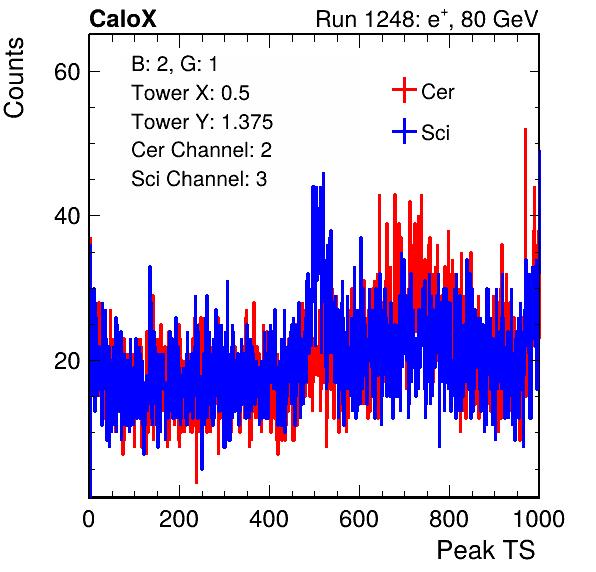 CaloX
Run 1248: e+, 80 GeV
Counts
B: 2, G: 1
Tower X: 0.5
Tower Y: 1.375
Cer Channel: 2
Sci Channel: 3
Cer
Sci
60
40
20
0 200 400 600 800 1000
Peak TS